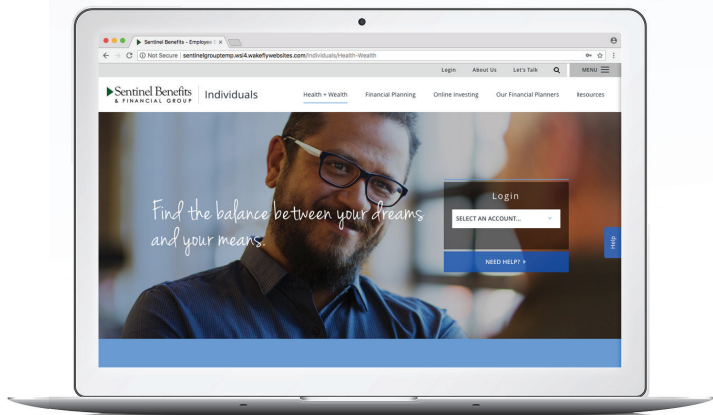 Sentinel Benefits – Employee
Not Secure | sentinelgrouptemp.wsi4.wakeflywebsites.com/Individuals/Health-Wealth
Login About Us Let's Talk MENU
Sentinel Benefits
& FINANCIAL GROUP
Individuals
Health + Wealth Financial Planning Online Investing Our Financial Planners Resources
Find the balance between your dreams
and your means.
Login
SELECT AN ACCOUNT...
NEED HELP?
Help